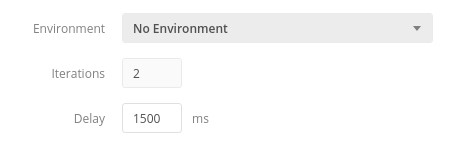 Environment No Environment
Iterations 2
Delay 1500 ms